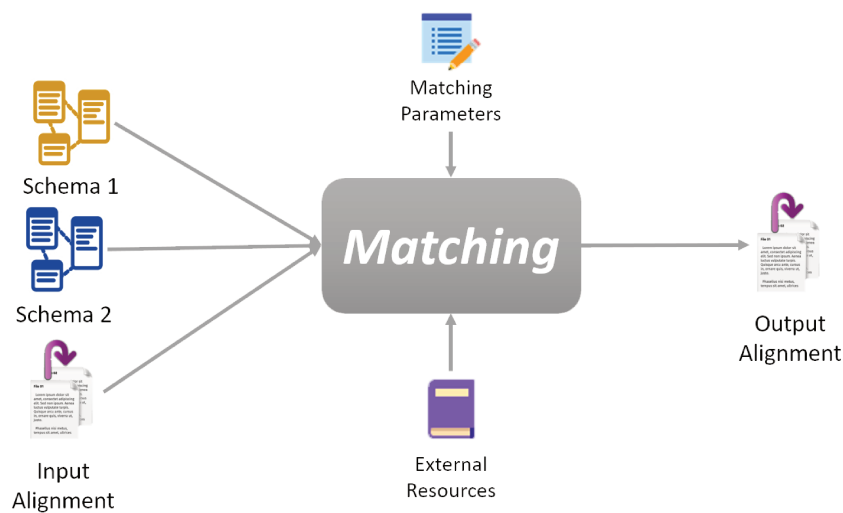 Matching
Parameters
Schema 1
Schema 2
Input
Alignment
Matching
External
Resources
Output
Alignment